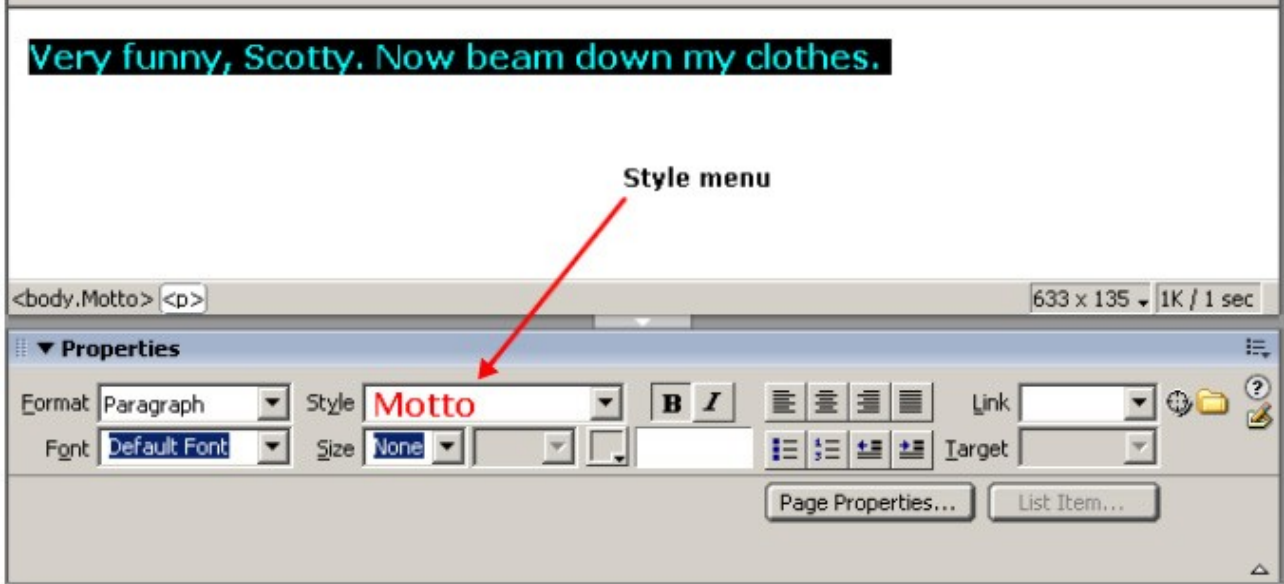 Very funny, Scotty. Now beam down my clothes.
Style menu
<body.Motto> <p>
633 x 135 1K / 1 sec
Properties
Format Paragraph Style Motto B I Link ?
Font Default Font Size None Target
Page Properties... List Item...